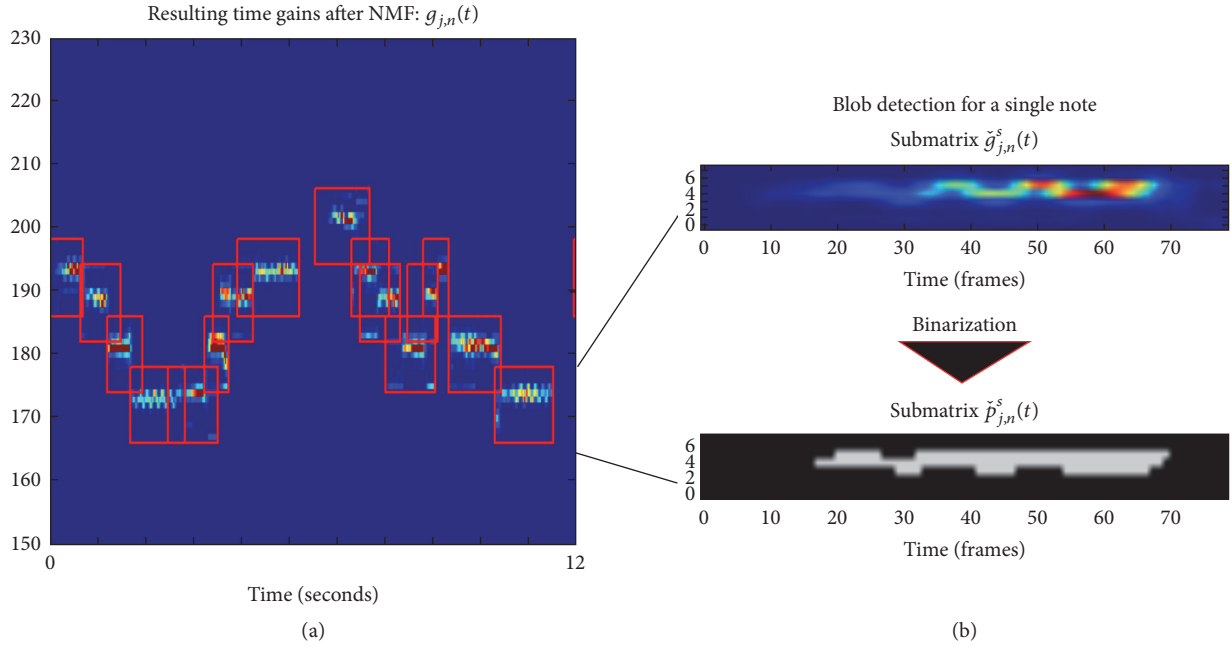 Resulting time gains after NMF: g_{j,n}(t)
230
220
210
200
190
180
170
160
150
0
12
Time (seconds)
(a)
Blob detection for a single note
Submatrix ǧ^s_{j,n}(t)
6
4
2
0
0 10 20 30 40 50 60 70
Time (frames)
Binarization
Submatrix p̌^s_{j,n}(t)
6
4
2
0
0 10 20 30 40 50 60 70
Time (frames)
(b)